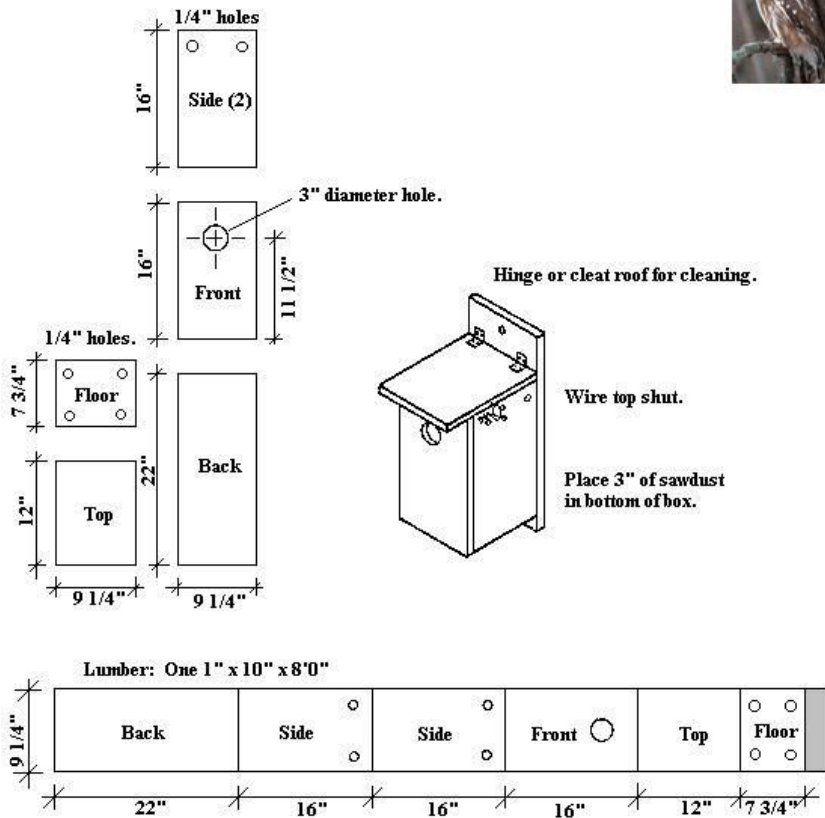 1/4" holes
16"
Side (2)
3" diameter hole.
16"
Front
11 1/2"
Hinge or cleat roof for cleaning.
1/4" holes.
7 3/4"
Floor
22"
Back
Wire top shut.
12"
Top
Place 3" of sawdust
in bottom of box.
9 1/4"
9 1/4"
Lumber: One 1" x 10" x 8'0"
9 1/4"
Back
Side
Side
Front
Top
Floor
22"
16"
16"
16"
12"
7 3/4"